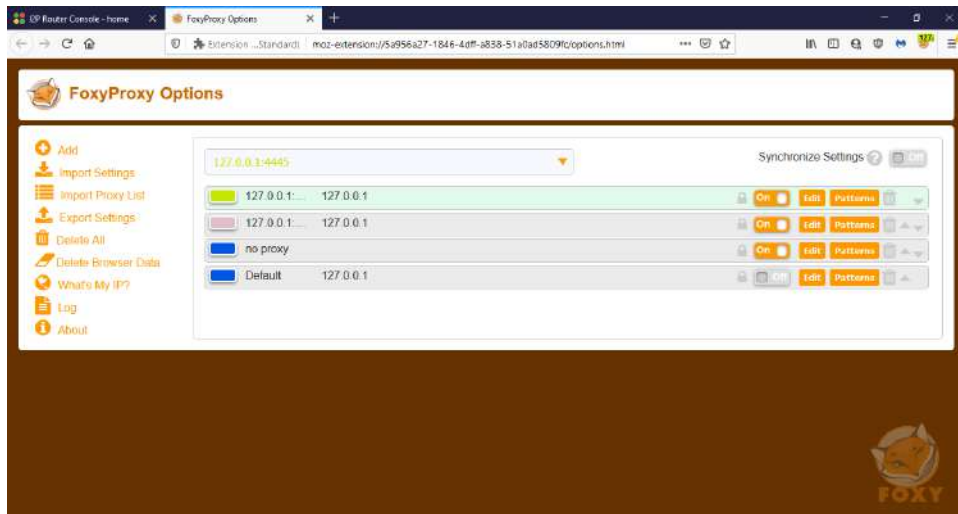 I2P Router Console - home
FoxyProxy Options
Extension ...Standard)
moz-extension://5a956a27-1846-4dff-a838-51a0ad5809fc/options.html
127.
FoxyProxy Options
Add
Import Settings
Import Proxy List
Export Settings
Delete All
Delete Browser Data
What's My IP?
Log
About
127.0.0.1:4445
Synchronize Settings
Off
127.0.0.1:... 127.0.0.1 On Edit Patterns
127.0.0.1:... 127.0.0.1 On Edit Patterns
no proxy On Edit Patterns
Default 127.0.0.1 Off Edit Patterns
FOXY